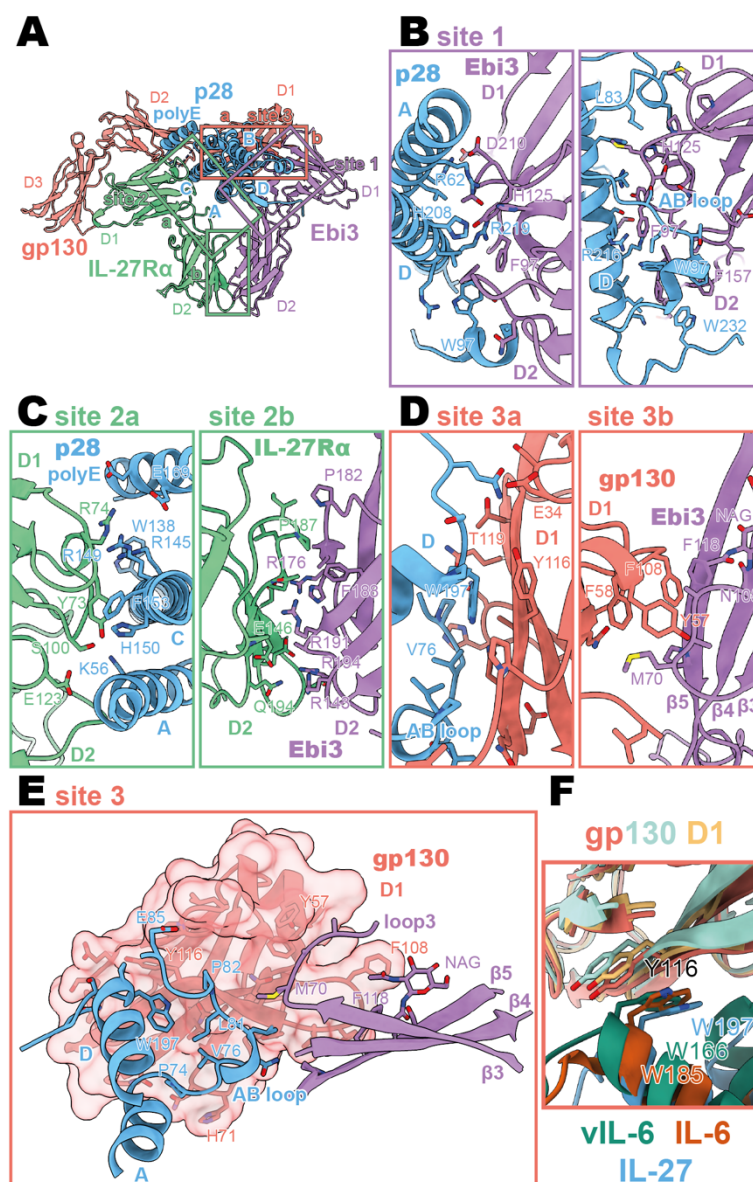 A
p28
polyE
D2
D1
a
site 3
B
b
site 1
D3
site 2
C
D
D1
D1
a
A
Ebi3
gp130
IL-27Rα
b
D2
D2
B site 1
p28
Ebi3
D1
A
D210
R62
H125
H208
R219
F97
D
W97
D2
D1
L83
H125
AB loop
F97
R216
W97
F157
D
D2
W232
C site 2a
p28
D1
polyE
E169
R74
W138
R145
R149
Y73
C
S100
H150
K56
E123
A
D2
site 2b
IL-27Rα
P182
P187
R176
E146
R191
R194
Q194
D2
D2
Ebi3
D site 3a
D
E34
D1
T119
Y116
W197
V76
AB loop
site 3b
gp130
D1
Ebi3
NAG
F118
F108
F58
Y57
M70
β5
β4
E site 3
gp130
D1
Y57
loop3
E85
Y116
P82
F108
NAG
M70
β5
F118
β4
L81
D
W197
V76
P74
AB loop
β3
H71
A
F
gp130 D1
Y116
W197
W166
W185
vIL-6 IL-6
IL-27